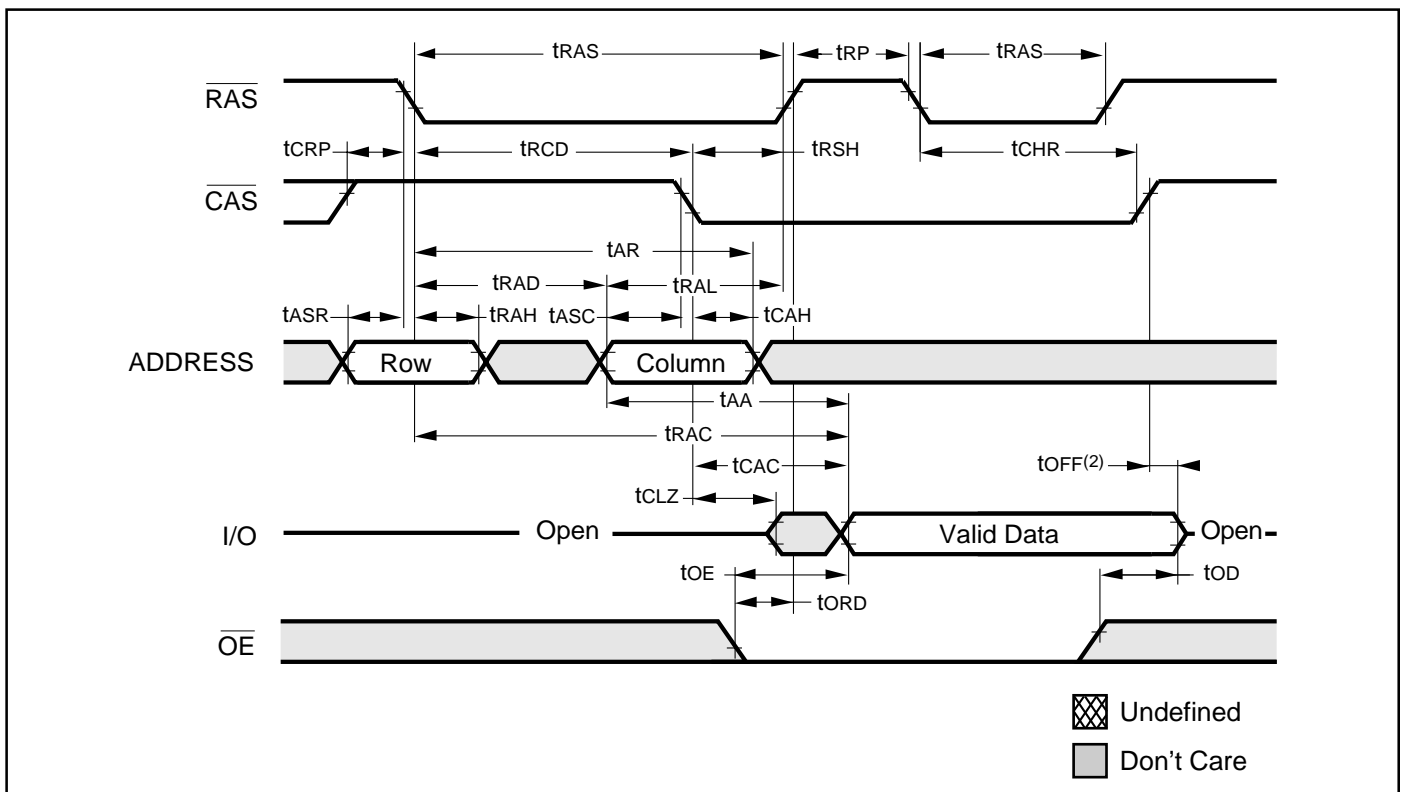 tRAS tRP tRAS
RAS
tCRP tRCD tRSH tCHR
CAS
tAR
tRAD tRAL
tASR tRAH tASC tCAH
ADDRESS Row Column
tAA
tRAC
tCAC tOFF(2)
tCLZ
I/O Open Valid Data Open
tOE tOD
tORD
OE
Undefined
Don't Care